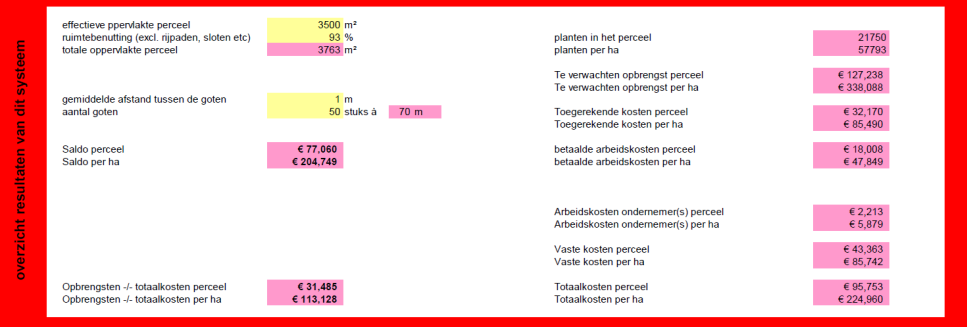 overzicht resultaten van dit systeem
effectieve ppervlakte perceel 3500 m²
ruimtebenutting (excl. rijpaden, sloten etc) 93 %
totale oppervlakte perceel 3763 m²
gemiddelde afstand tussen de goten 1 m
aantal goten 50 stuks à 70 m
Saldo perceel € 77,060
Saldo per ha € 204,749
Opbrengsten -/- totaalkosten perceel € 31,485
Opbrengsten -/- totaalkosten per ha € 113,128
planten in het perceel 21750
planten per ha 57793
Te verwachten opbrengst perceel € 127,238
Te verwachten opbrengst per ha € 338,088
Toegerekende kosten perceel € 32,170
Toegerekende kosten per ha € 85,490
betaalde arbeidskosten perceel € 18,008
betaalde arbeidskosten per ha € 47,849
Arbeidskosten ondernemer(s) perceel € 2,213
Arbeidskosten ondernemer(s) per ha € 5,879
Vaste kosten perceel € 43,363
Vaste kosten per ha € 85,742
Totaalkosten perceel € 95,753
Totaalkosten per ha € 224,960